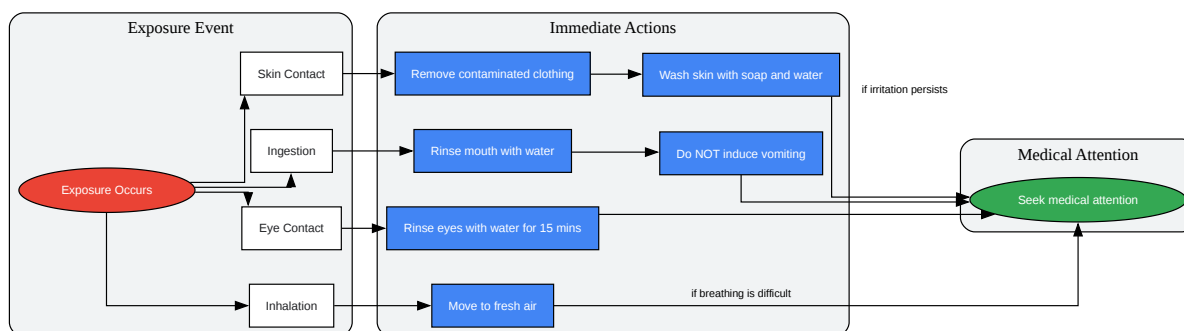 Exposure Event
Immediate Actions
Skin Contact
Remove contaminated clothing
Wash skin with soap and water
if irritation persists
Ingestion
Rinse mouth with water
Do NOT induce vomiting
Medical Attention
Exposure Occurs
Seek medical attention
Eye Contact
Rinse eyes with water for 15 mins
Inhalation
Move to fresh air
if breathing is difficult